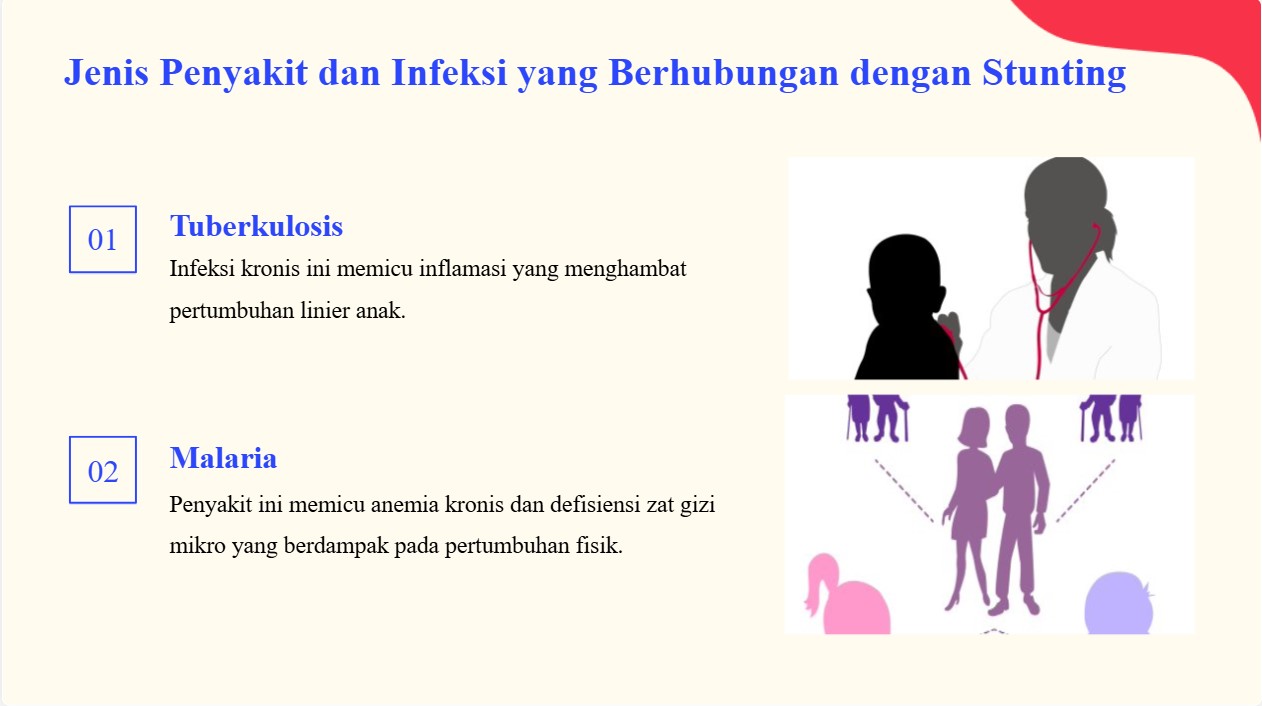 Jenis Penyakit dan Infeksi yang Berhubungan dengan Stunting
01
Tuberkulosis
Infeksi kronis ini memicu inflamasi yang menghambat
pertumbuhan linier anak.
02
Malaria
Penyakit ini memicu anemia kronis dan defisiensi zat gizi
mikro yang berdampak pada pertumbuhan fisik.